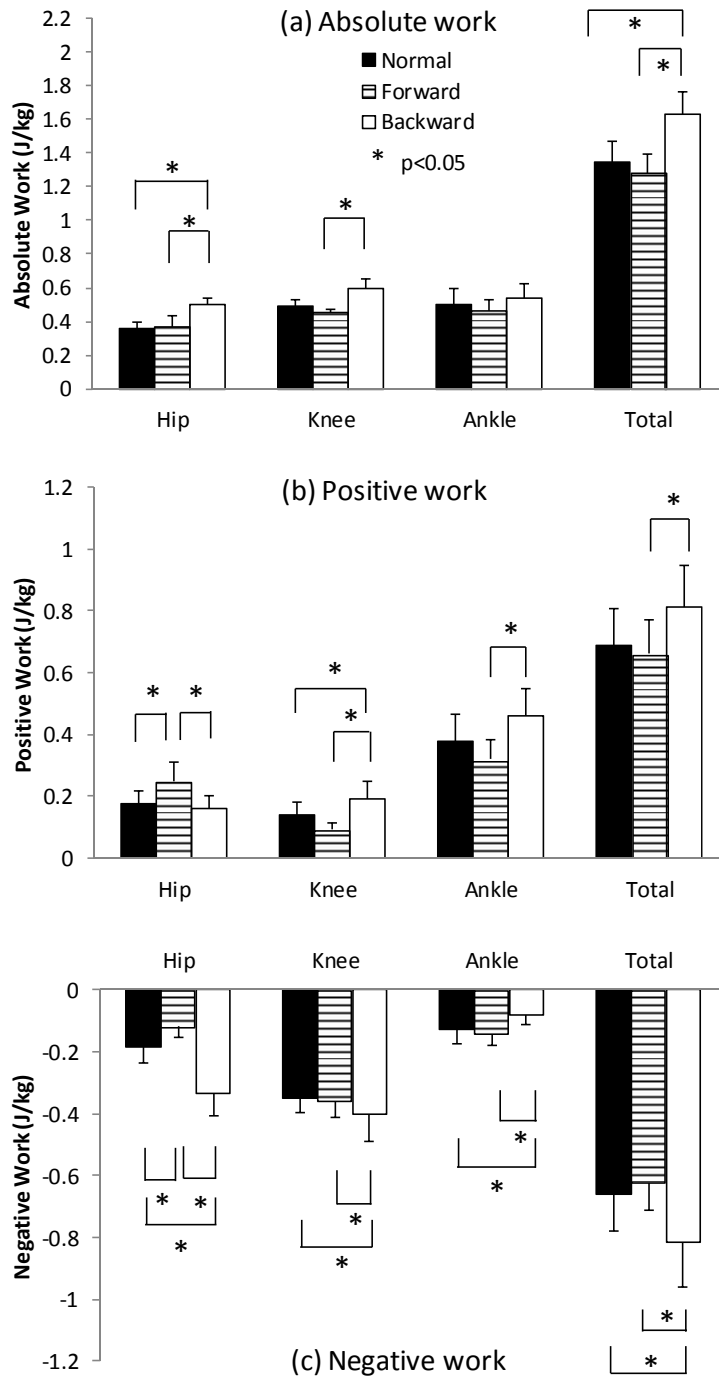 (a) Absolute work
Normal
Forward
Backward
* p<0.05
Absolute Work (J/kg)
2.2
2
1.8
1.6
1.4
1.2
1
0.8
0.6
0.4
0.2
0
* * * * *
Hip Knee Ankle Total
(b) Positive work
Positive Work (J/kg)
1.2
1
0.8
0.6
0.4
0.2
0
* * * * * *
Hip Knee Ankle Total
Hip Knee Ankle Total
Negative Work (J/kg)
0
-0.2
-0.4
-0.6
-0.8
-1
-1.2
* * * * * * * * *
(c) Negative work